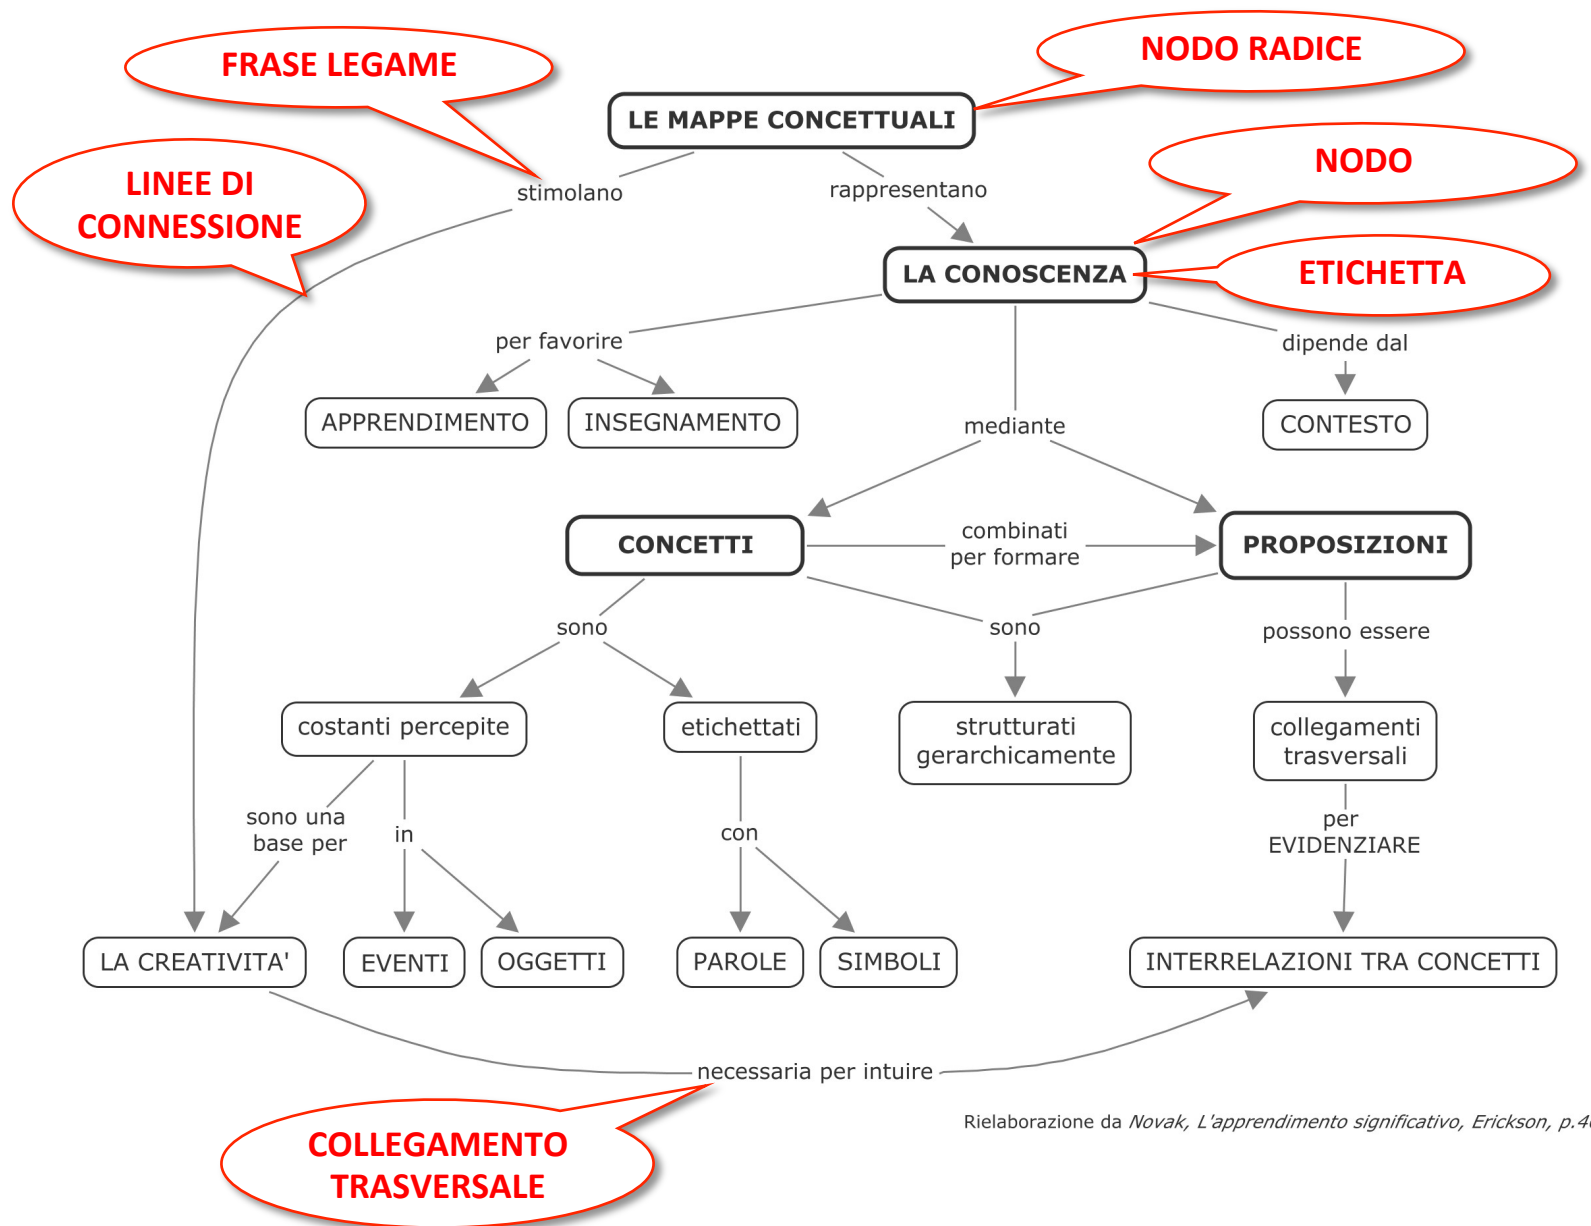 FRASE LEGAME
NODO RADICE
LE MAPPE CONCETTUALI
LINEE DI
CONNESSIONE
NODO
stimolano
rappresentano
LA CONOSCENZA
ETICHETTA
per favorire
dipende dal
APPRENDIMENTO
INSEGNAMENTO
mediante
CONTESTO
CONCETTI
combinati
per formare
PROPOSIZIONI
sono
sono
possono essere
costanti percepite
etichettati
strutturati
gerarchicamente
collegamenti
trasversali
sono una
base per
in
con
per
EVIDENZIARE
LA CREATIVITA'
EVENTI
OGGETTI
PAROLE
SIMBOLI
INTERRELAZIONI TRA CONCETTI
necessaria per intuire
COLLEGAMENTO
TRASVERSALE
Rielaborazione da Novak, L'apprendimento significativo, Erickson, p.4